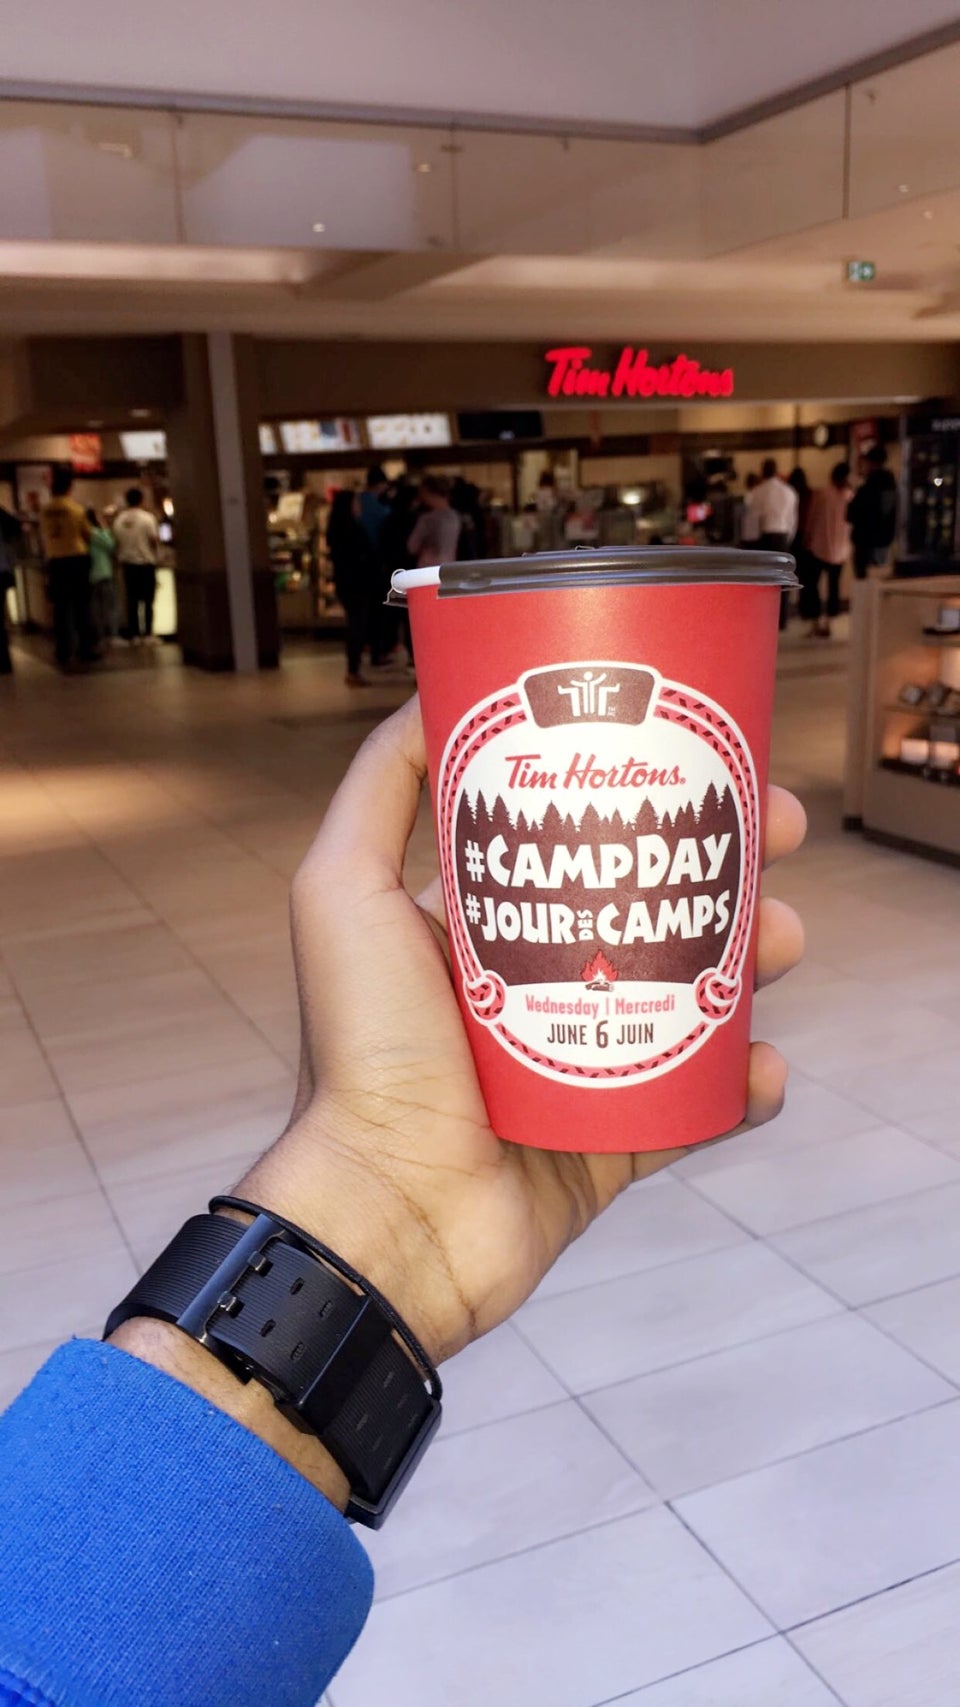 Tim Hortons
Tim Hortons
#CAMPDAY
#JOUR DES CAMPS
Wednesday | Mercredi
JUNE 6 JUIN